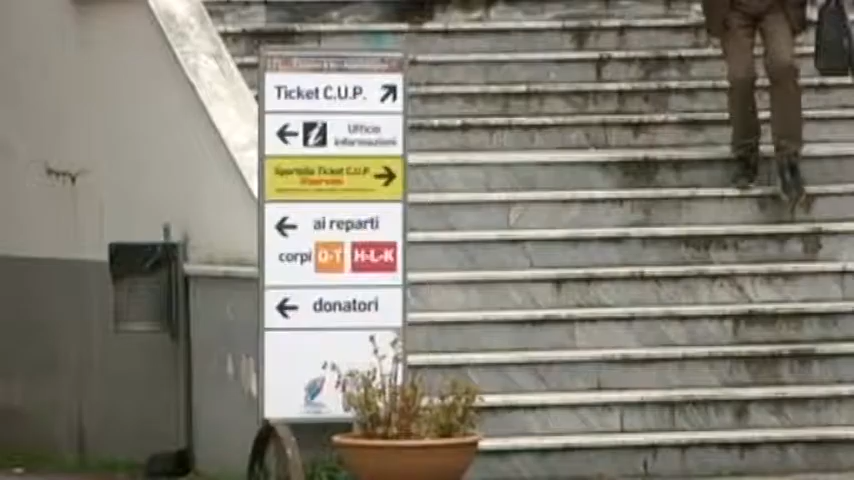 Ticket C.U.P.
Ufficio
informazioni
Sportello Ticket C.U.P.
ai reparti
corpi O-T H-L-K
donatori